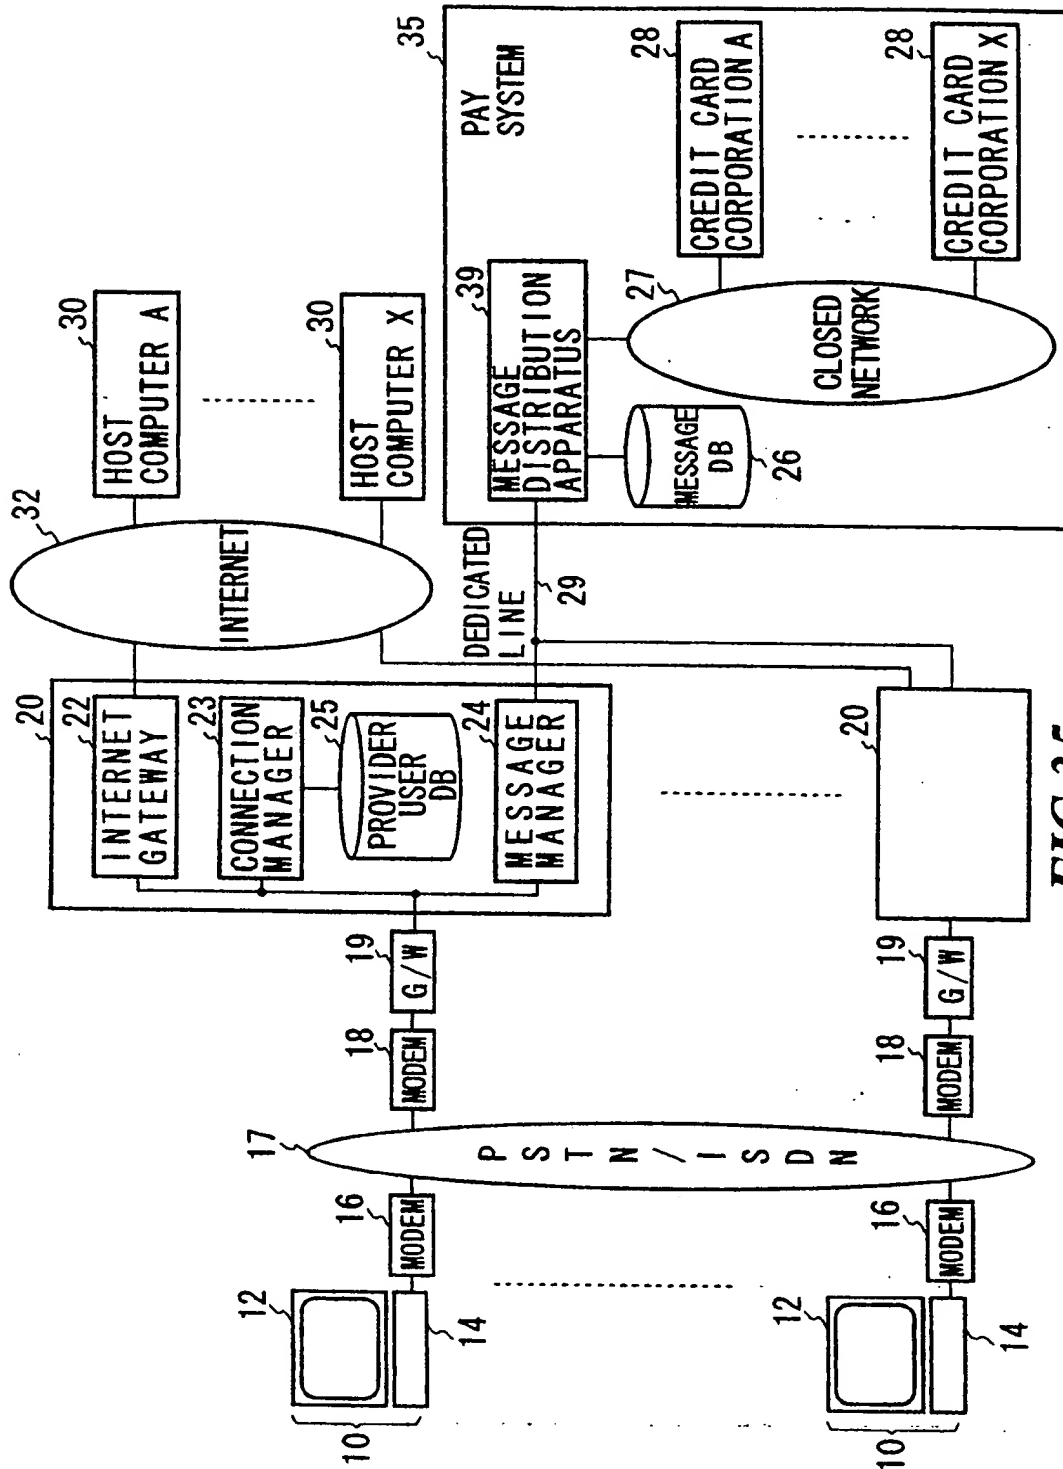 35
PAY
SYSTEM
28
CREDIT CARD
CORPORATION A
28
CREDIT CARD
CORPORATION X
39
MESSAGE
DISTRIBUTION
APPARATUS
27
CLOSED
NETWORK
MESSAGE
DB
26
30
HOST
COMPUTER A
30
HOST
COMPUTER X
32
INTERNET
DEDICATED
LINE
29
20
22
INTERNET
GATEWAY
23
CONNECTION
MANAGER
25
PROVIDER
USER
DB
24
MESSAGE
MANAGER
20
19
G/W
19
G/W
18
MODEM
18
MODEM
17
PSTN/ISDN
16
MODEM
16
MODEM
12
14
10
12
14
10